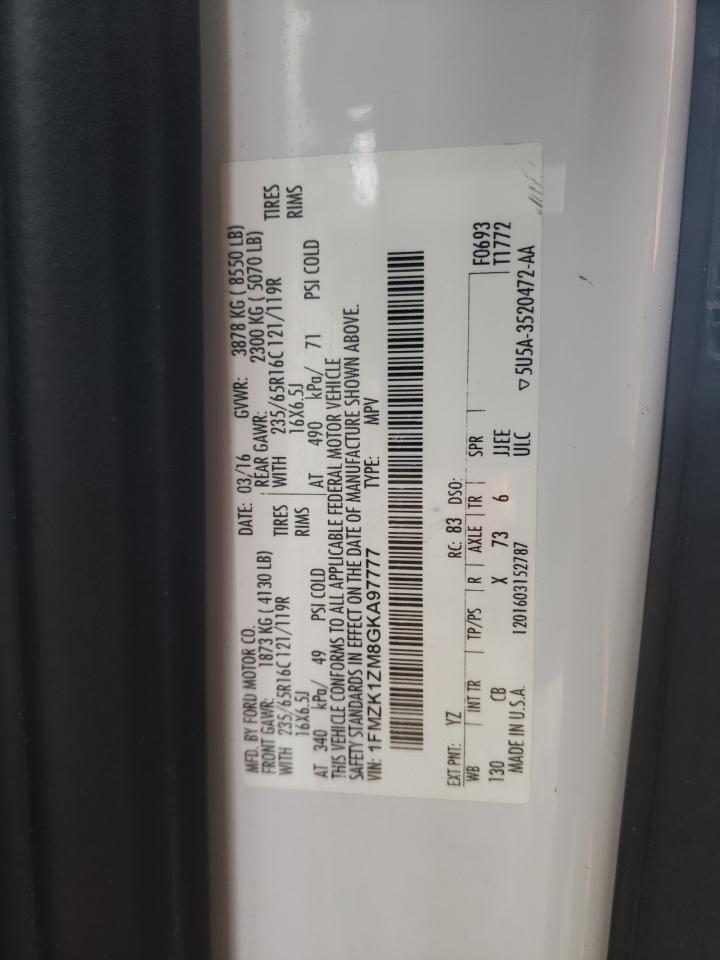 MFD. BY FORD MOTOR CO. DATE: 03/16 GVWR: 3878 KG ( 8550 LB)
FRONT GAWR: 1873 KG ( 4130 LB) REAR GAWR: 2300 KG ( 5070 LB)
WITH 235/65R16C 121/119R TIRES WITH 235/65R16C 121/119R TIRES
16X6.5J RIMS 16X6.5J RIMS
AT 340 kPa/ 49 PSI COLD AT 490 kPa/ 71 PSI COLD
THIS VEHICLE CONFORMS TO ALL APPLICABLE FEDERAL MOTOR VEHICLE
SAFETY STANDARDS IN EFFECT ON THE DATE OF MANUFACTURE SHOWN ABOVE.
VIN: 1FMZK1ZM8GKA97777 TYPE: MPV
EXT PNT: YZ RC: 83 DSO: F0693
WB INT TR TP/PS R AXLE TR SPR T1772
130 CB X 73 6 JJEE
MADE IN U.S.A. 1201603152787 ULC ▽5U5A-3520472-AA